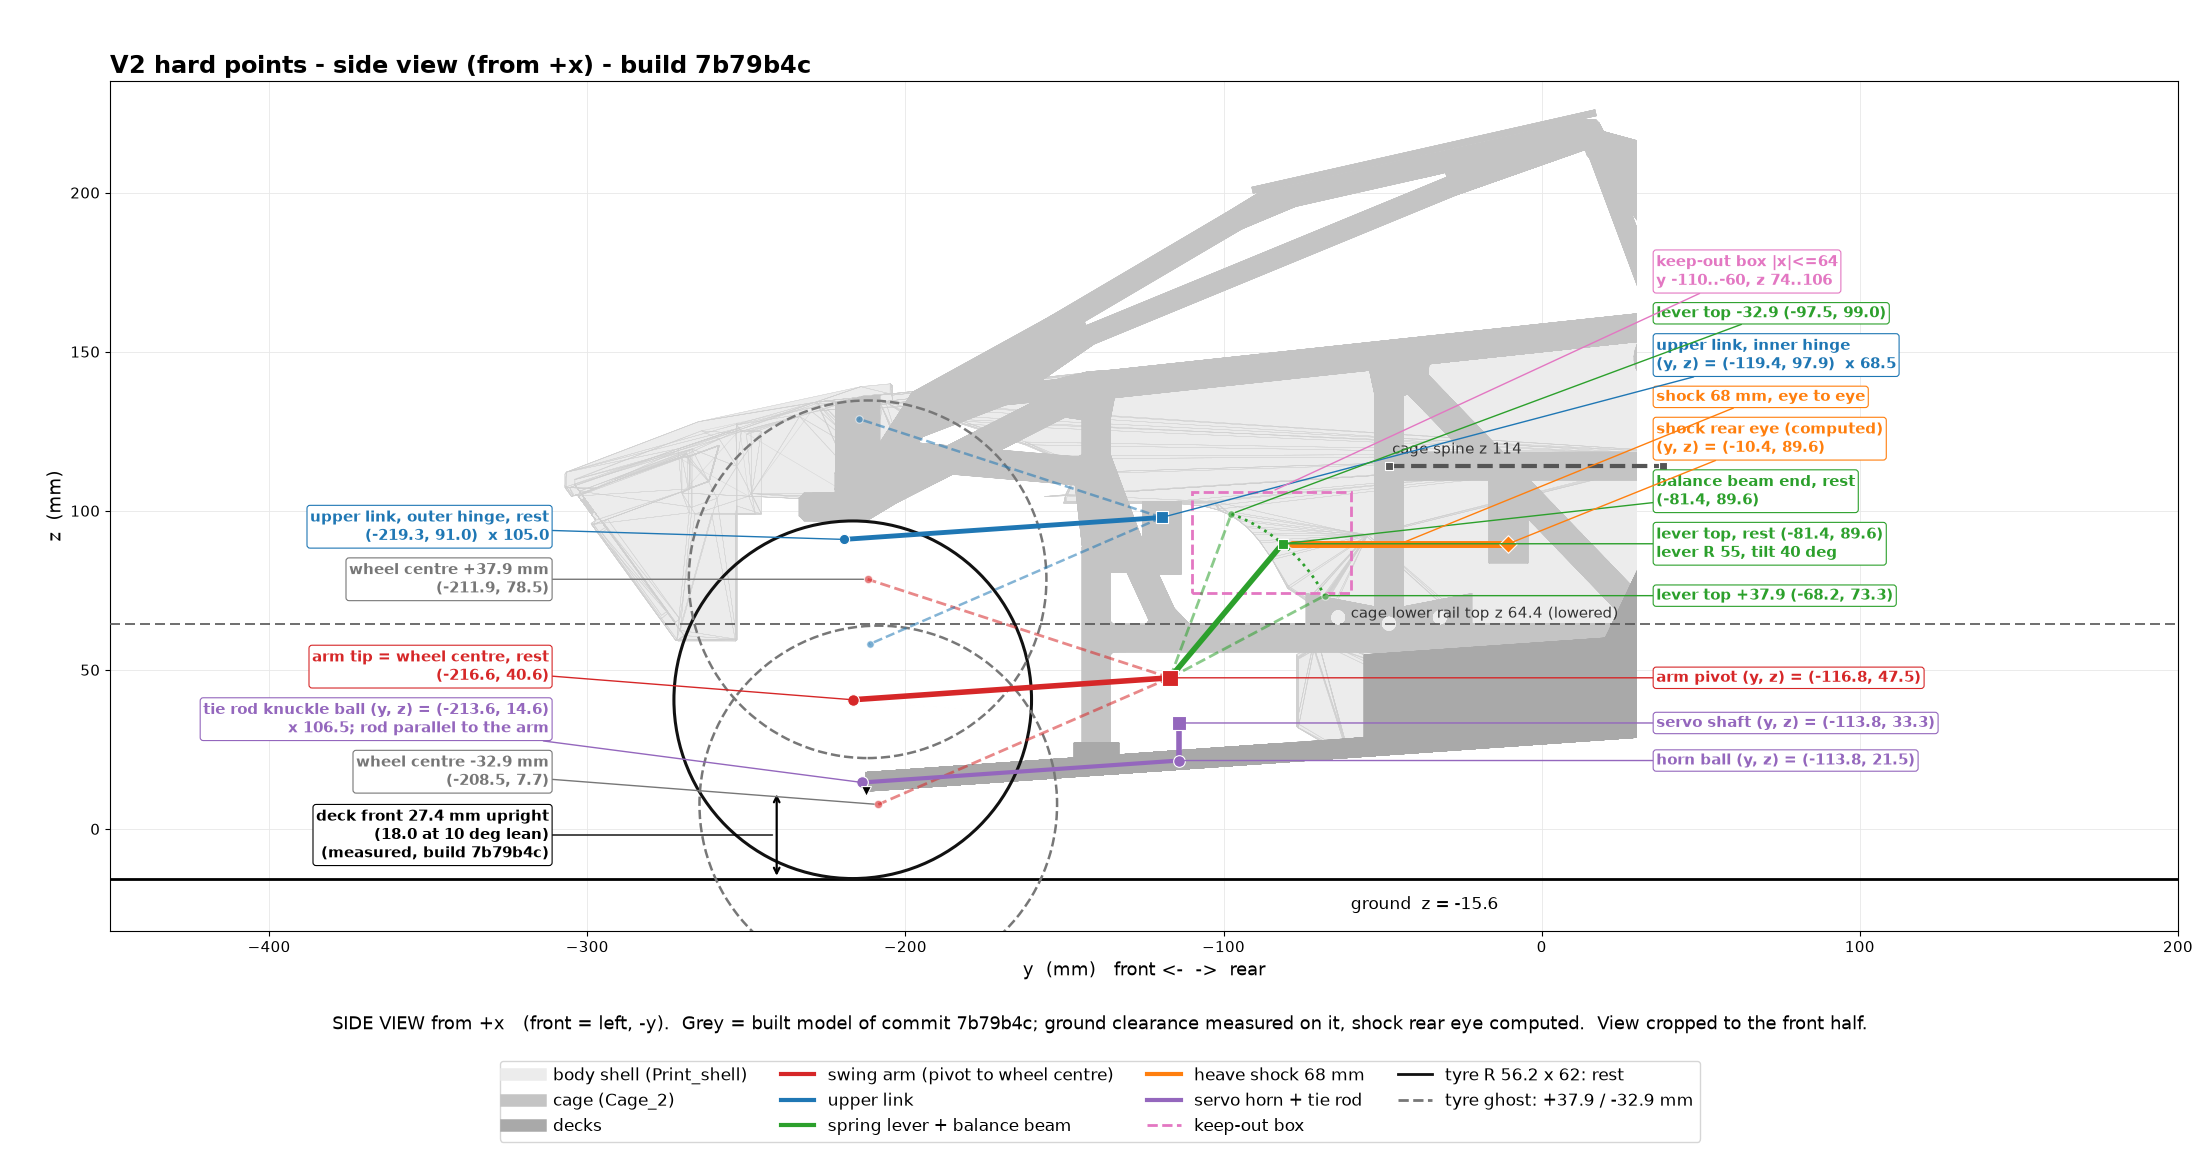 V2 hard points - side view (from +x) - build 7b79b4c
z (mm)
200
150
100
50
0
keep-out box |x|<=64
y -110..-60, z 74..106
lever top -32.9 (-97.5, 99.0)
upper link, inner hinge
(y, z) = (-119.4, 97.9)  x 68.5
shock 68 mm, eye to eye
shock rear eye (computed)
(y, z) = (-10.4, 89.6)
cage spine z 114
balance beam end, rest
(-81.4, 89.6)
upper link, outer hinge, rest
(-219.3, 91.0)  x 105.0
lever top, rest (-81.4, 89.6)
lever R 55, tilt 40 deg
wheel centre +37.9 mm
(-211.9, 78.5)
lever top +37.9 (-68.2, 73.3)
cage lower rail top z 64.4 (lowered)
arm tip = wheel centre, rest
(-216.6, 40.6)
arm pivot (y, z) = (-116.8, 47.5)
tie rod knuckle ball (y, z) = (-213.6, 14.6)
x 106.5; rod parallel to the arm
servo shaft (y, z) = (-113.8, 33.3)
horn ball (y, z) = (-113.8, 21.5)
wheel centre -32.9 mm
(-208.5, 7.7)
deck front 27.4 mm upright
(18.0 at 10 deg lean)
(measured, build 7b79b4c)
ground  z = -15.6
−400
−300
−200
−100
0
100
200
y  (mm)   front <-  ->  rear
SIDE VIEW from +x   (front = left, -y).  Grey = built model of commit 7b79b4c; ground clearance measured on it, shock rear eye computed.  View cropped to the front half.
body shell (Print_shell)
cage (Cage_2)
decks
swing arm (pivot to wheel centre)
upper link
spring lever + balance beam
heave shock 68 mm
servo horn + tie rod
keep-out box
tyre R 56.2 x 62: rest
tyre ghost: +37.9 / -32.9 mm